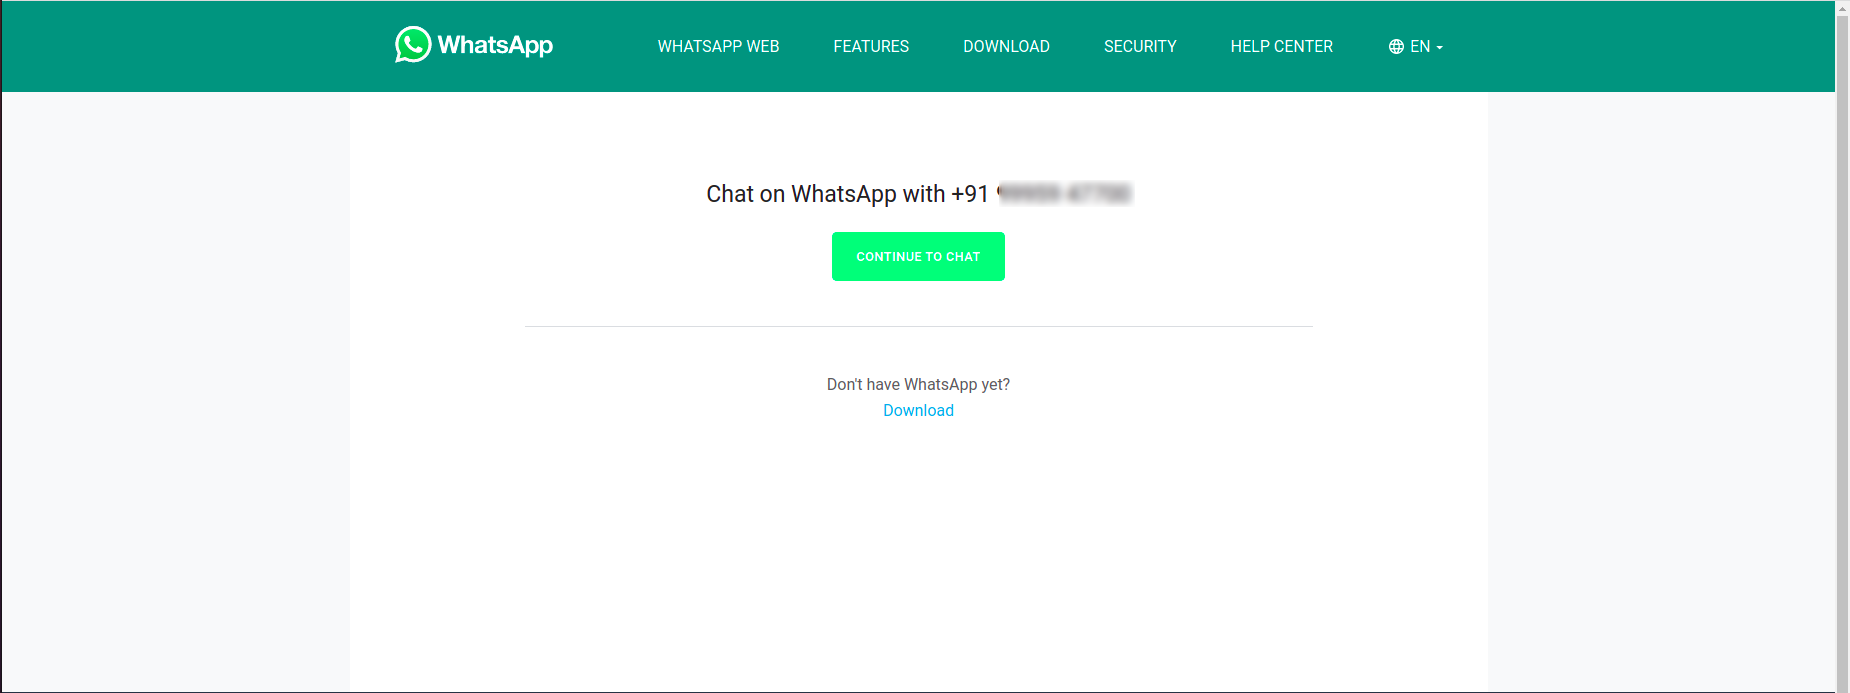 WhatsApp
WHATSAPP WEB FEATURES DOWNLOAD SECURITY HELP CENTER EN
Chat on WhatsApp with +91
CONTINUE TO CHAT
Don't have WhatsApp yet?
Download